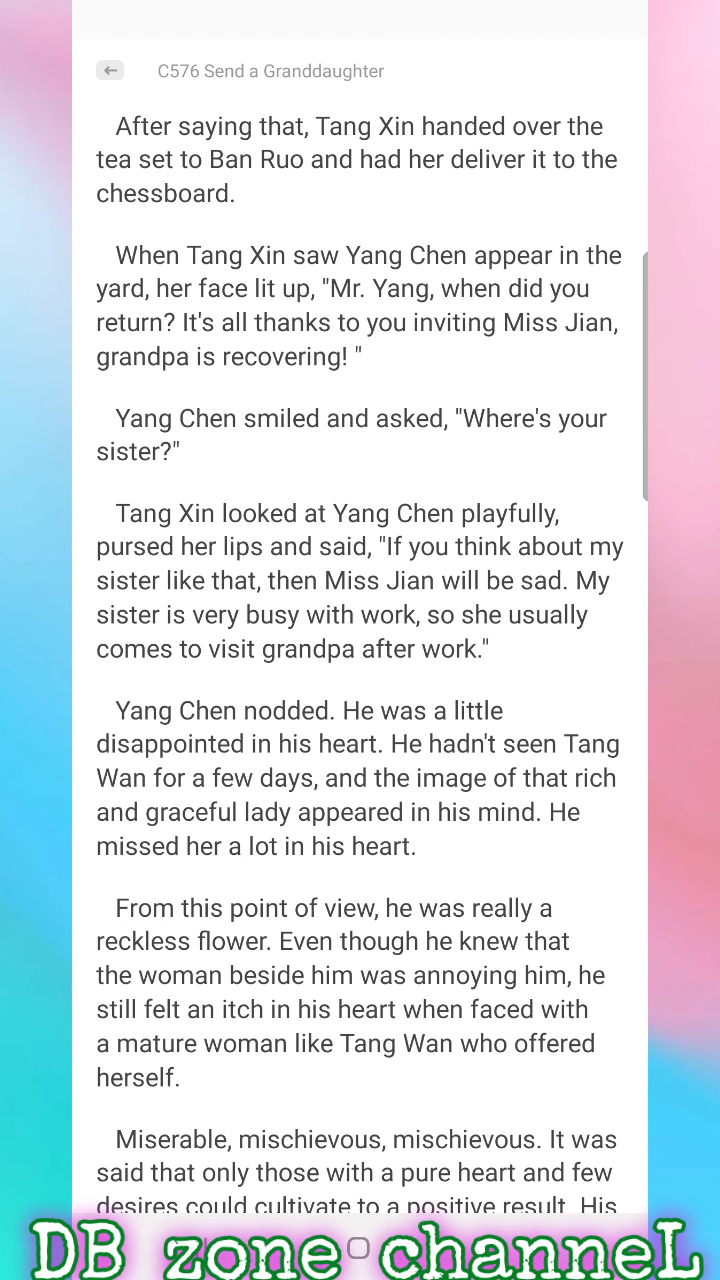 C576 Send a Granddaughter
After saying that, Tang Xin handed over the
tea set to Ban Ruo and had her deliver it to the
chessboard.
When Tang Xin saw Yang Chen appear in the
yard, her face lit up, "Mr. Yang, when did you
return? It's all thanks to you inviting Miss Jian,
grandpa is recovering! "
Yang Chen smiled and asked, "Where's your
sister?"
Tang Xin looked at Yang Chen playfully,
pursed her lips and said, "If you think about my
sister like that, then Miss Jian will be sad. My
sister is very busy with work, so she usually
comes to visit grandpa after work."
Yang Chen nodded. He was a little
disappointed in his heart. He hadn't seen Tang
Wan for a few days, and the image of that rich
and graceful lady appeared in his mind. He
missed her a lot in his heart.
From this point of view, he was really a
reckless flower. Even though he knew that
the woman beside him was annoying him, he
still felt an itch in his heart when faced with
a mature woman like Tang Wan who offered
herself.
Miserable, mischievous, mischievous. It was
said that only those with a pure heart and few
desires could cultivate to a positive result. His
DB zone channeL